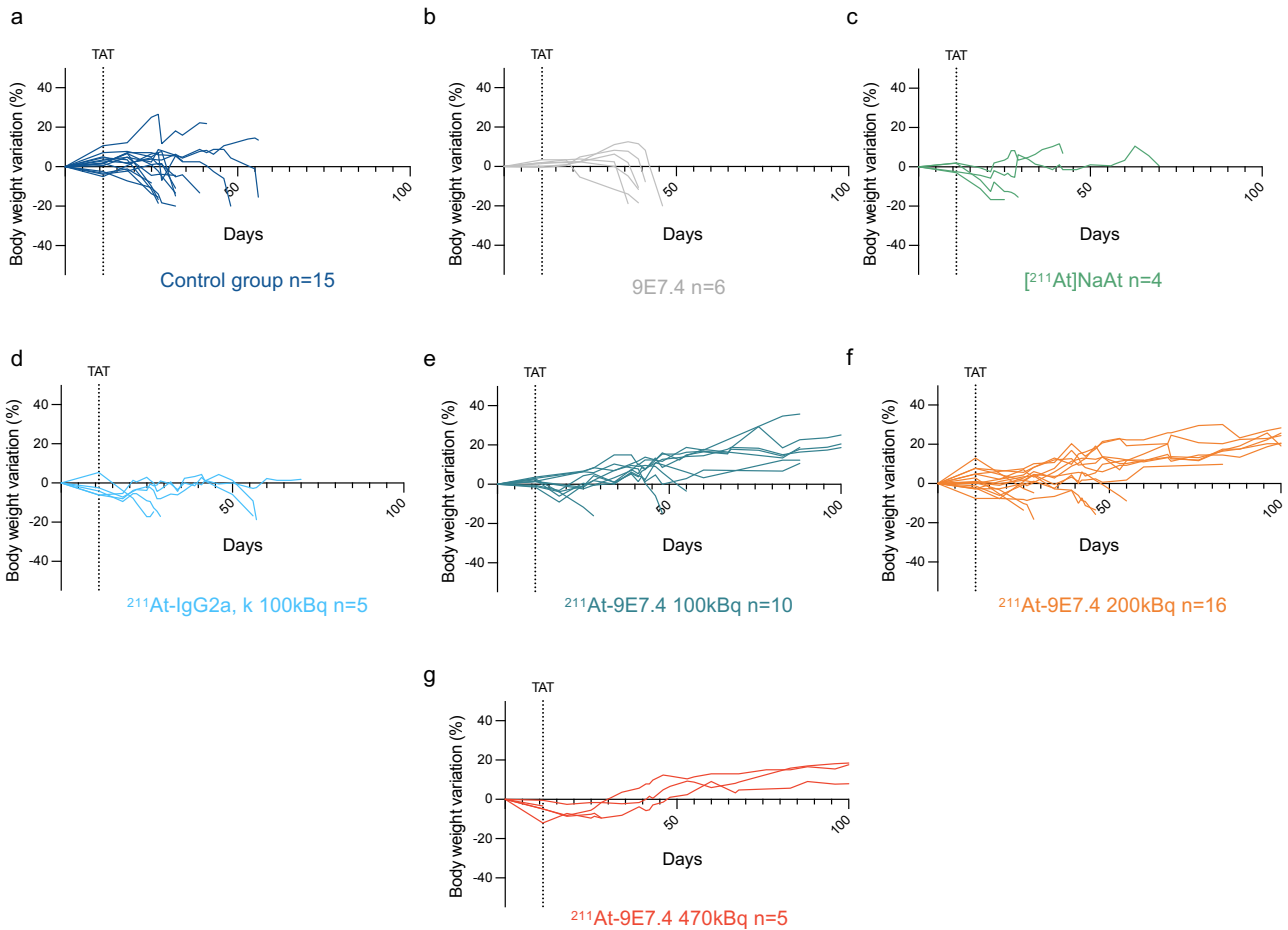 a
TAT
Body weight variation (%)
40
20
0
-20
-40
50
100
Days
Control group n=15
b
TAT
Body weight variation (%)
40
20
0
-20
-40
50
100
Days
9E7.4 n=6
c
TAT
Body weight variation (%)
40
20
0
-20
-40
50
100
Days
[²¹¹At]NaAt n=4
d
TAT
Body weight variation (%)
40
20
0
-20
-40
50
100
Days
²¹¹At-IgG2a, k 100kBq n=5
e
TAT
Body weight variation (%)
40
20
0
-20
-40
50
100
Days
²¹¹At-9E7.4 100kBq n=10
f
TAT
Body weight variation (%)
40
20
0
-20
-40
50
100
Days
²¹¹At-9E7.4 200kBq n=16
g
TAT
Body weight variation (%)
40
20
0
-20
-40
50
100
Days
²¹¹At-9E7.4 470kBq n=5